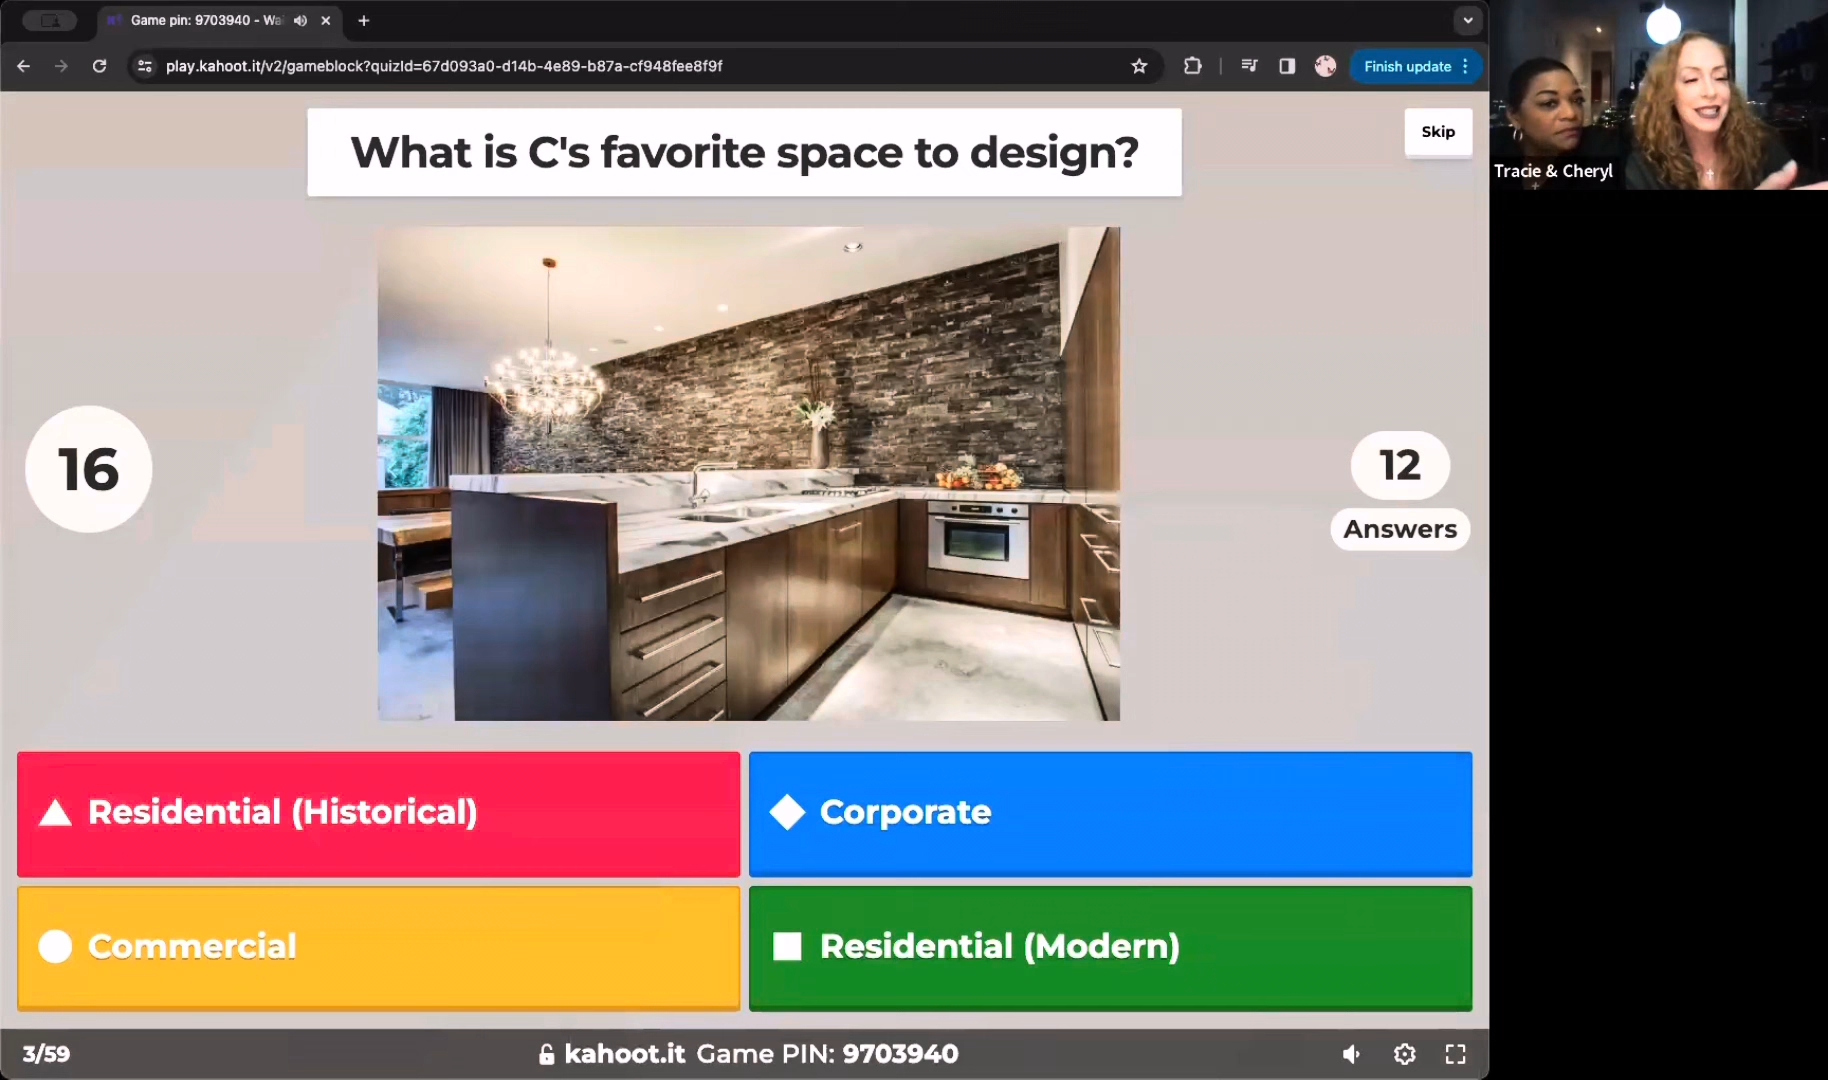 Game pin: 9703940 - Wai
play.kahoot.it/v2/gameblock?quizId=67d093a0-d14b-4e89-b87a-cf948fee8f9f
Finish update
What is C's favorite space to design?
Skip
Tracie & Cheryl
16
12
Answers
Residential (Historical)
Corporate
Commercial
Residential (Modern)
3/59
kahoot.it Game PIN: 9703940